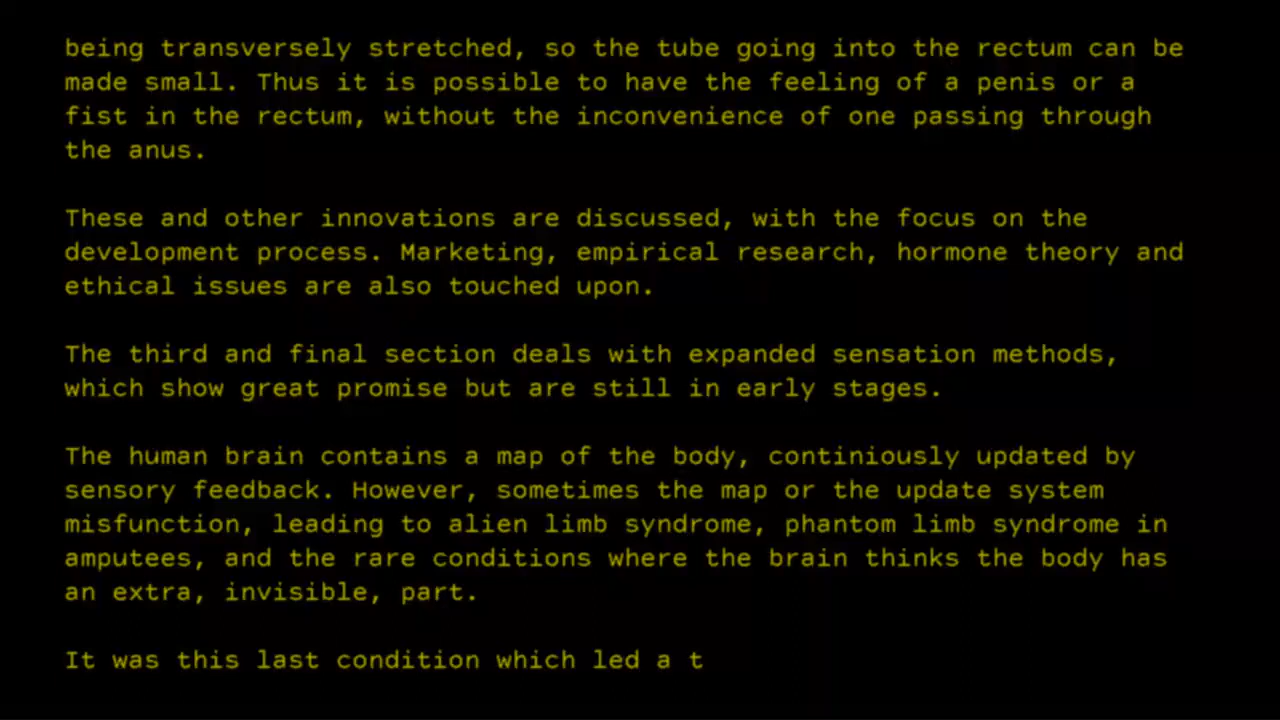 being transversely stretched, so the tube going into the rectum can be
made small. Thus it is possible to have the feeling of a penis or a
fist in the rectum, without the inconvenience of one passing through
the anus.
These and other innovations are discussed, with the focus on the
development process. Marketing, empirical research, hormone theory and
ethical issues are also touched upon.
The third and final section deals with expanded sensation methods,
which show great promise but are still in early stages.
The human brain contains a map of the body, continiously updated by
sensory feedback. However, sometimes the map or the update system
misfunction, leading to alien limb syndrome, phantom limb syndrome in
amputees, and the rare conditions where the brain thinks the body has
an extra, invisible, part.
It was this last condition which led a t